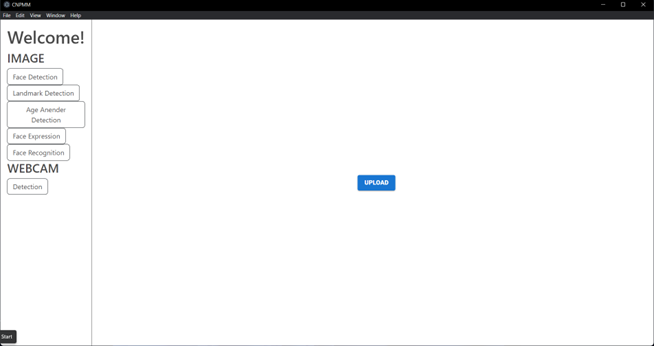 CNPMM
File Edit View Window Help
Welcome!
IMAGE
Face Detection
Landmark Detection
Age Anender
Detection
Face Expression
Face Recognition
WEBCAM
Detection
UPLOAD
Start